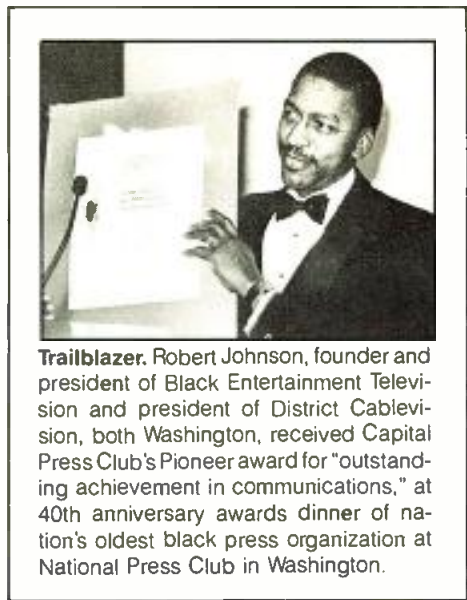 Trailblazer. Robert Johnson, founder and
president of Black Entertainment Televi-
sion and president of District Cablevi-
sion, both Washington, received Capital
Press Club's Pioneer award for "outstand-
ing achievement in communications," at
40th anniversary awards dinner of na-
tion's oldest black press organization at
National Press Club in Washington.